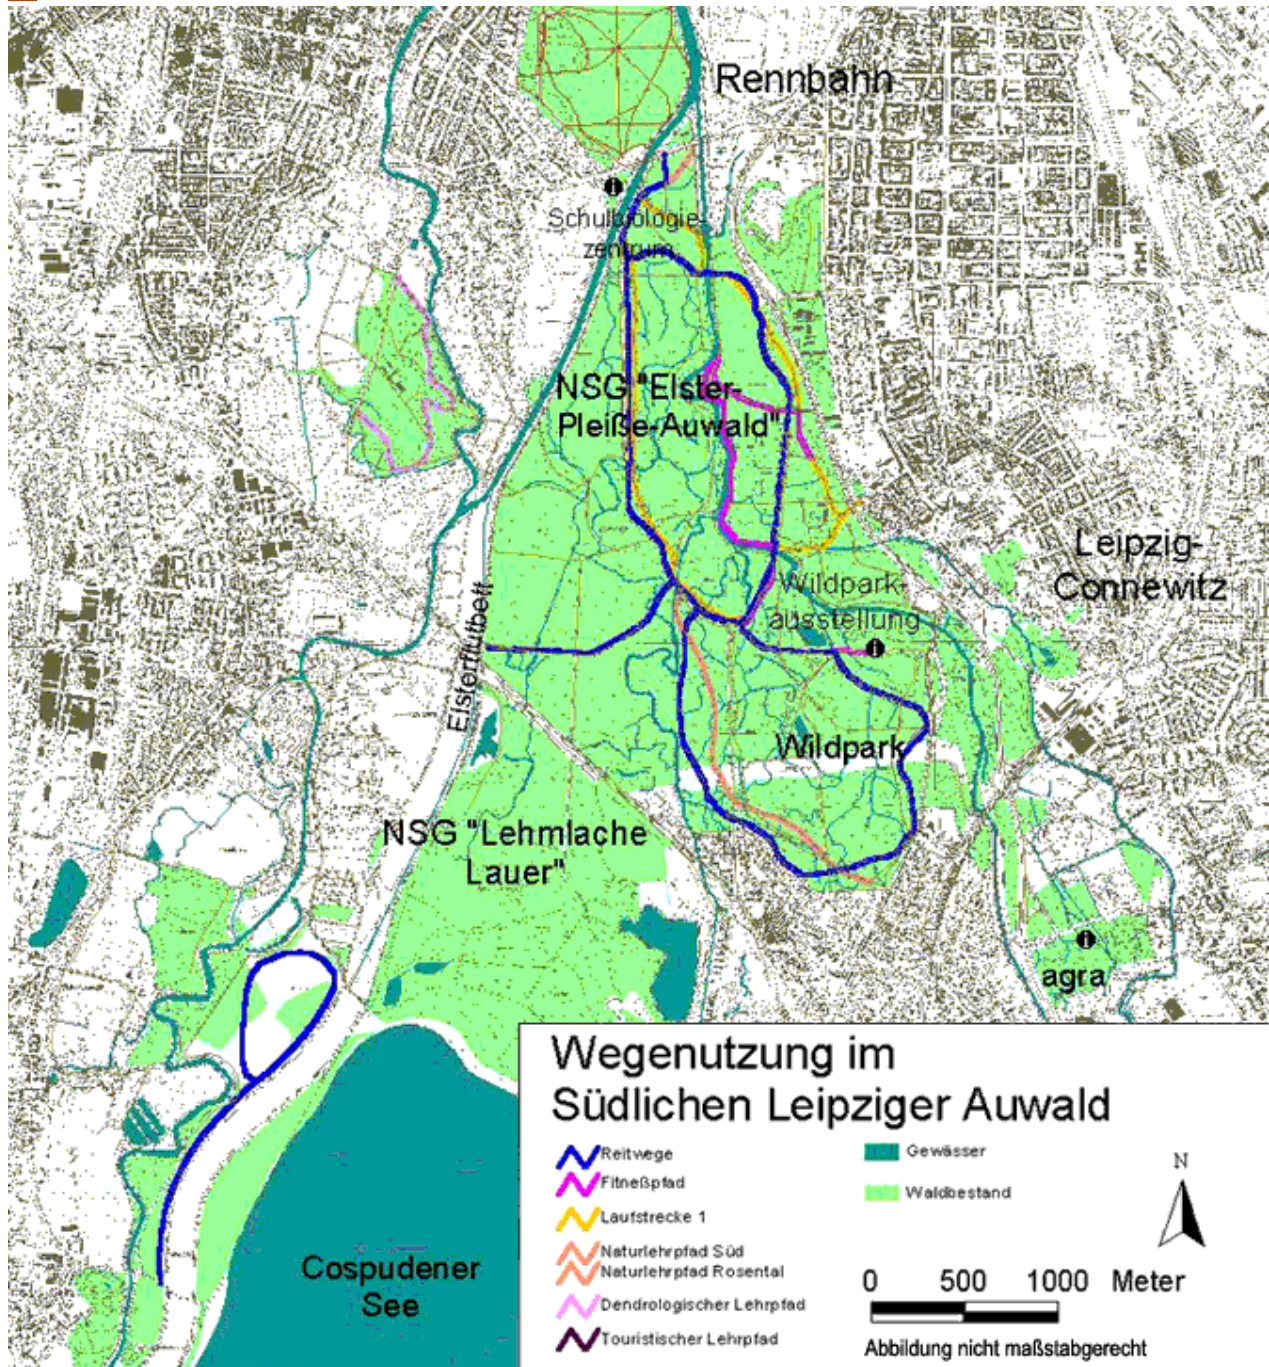 Rennbahn
Schulbiologie-
zentrum
NSG "Elster-
Pleiße-Auwald"
Leipzig-
Connewitz
Wildpark-
ausstellung
Elsterflutbett
Wildpark
NSG "Lehmlache
Lauer"
agra
Cospudener
See
Wegenutzung im
Südlichen Leipziger Auwald
Reitwege
Fitneßpfad
Laufstrecke 1
Naturlehrpfad Süd
Naturlehrpfad Rosental
Dendrologischer Lehrpfad
Touristischer Lehrpfad
Gewässer
Waldbestand
N
0 500 1000 Meter
Abbildung nicht maßstabgerecht